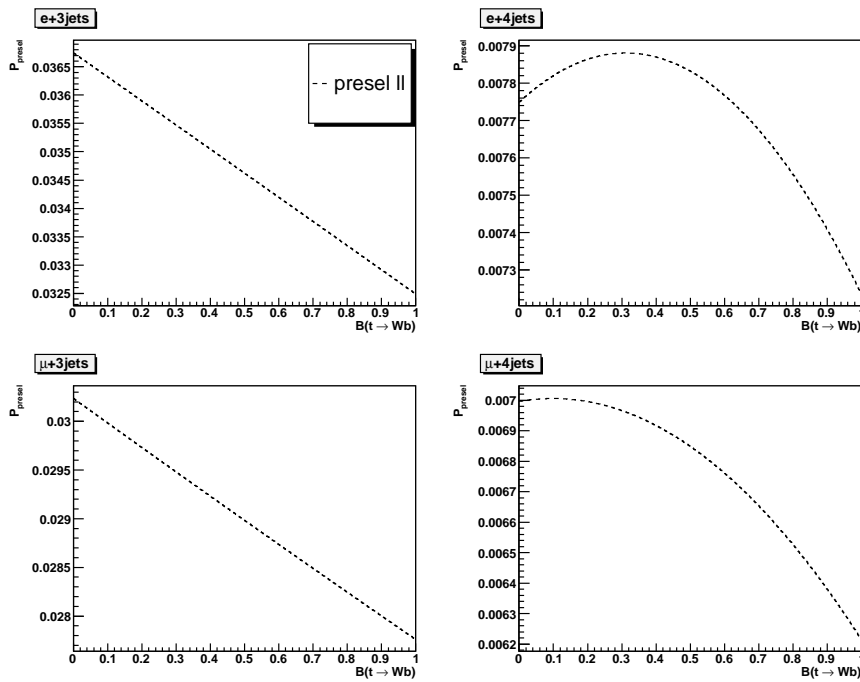 e+3jets
P_presel
0.0365
0.036
0.0355
0.035
0.0345
0.034
0.0335
0.033
0.0325
presel II
0 0.1 0.2 0.3 0.4 0.5 0.6 0.7 0.8 0.9 1
B(t → Wb)
e+4jets
P_presel
0.0079
0.0078
0.0077
0.0076
0.0075
0.0074
0.0073
0 0.1 0.2 0.3 0.4 0.5 0.6 0.7 0.8 0.9 1
B(t → Wb)
μ+3jets
P_presel
0.03
0.0295
0.029
0.0285
0.028
0 0.1 0.2 0.3 0.4 0.5 0.6 0.7 0.8 0.9 1
B(t → Wb)
μ+4jets
P_presel
0.007
0.0069
0.0068
0.0067
0.0066
0.0065
0.0064
0.0063
0.0062
0 0.1 0.2 0.3 0.4 0.5 0.6 0.7 0.8 0.9 1
B(t → Wb)